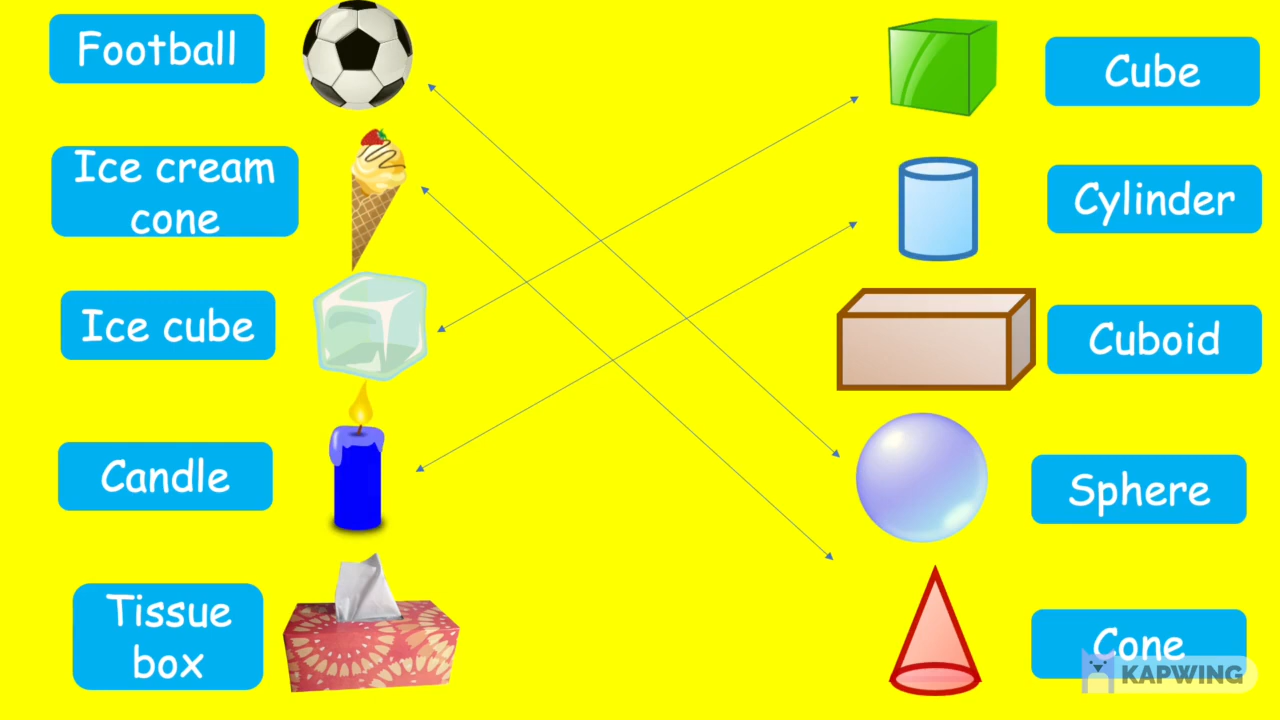 Football
Cube
Ice cream
cone
Cylinder
Ice cube
Cuboid
Candle
Sphere
Tissue
box
Cone
KAPWING